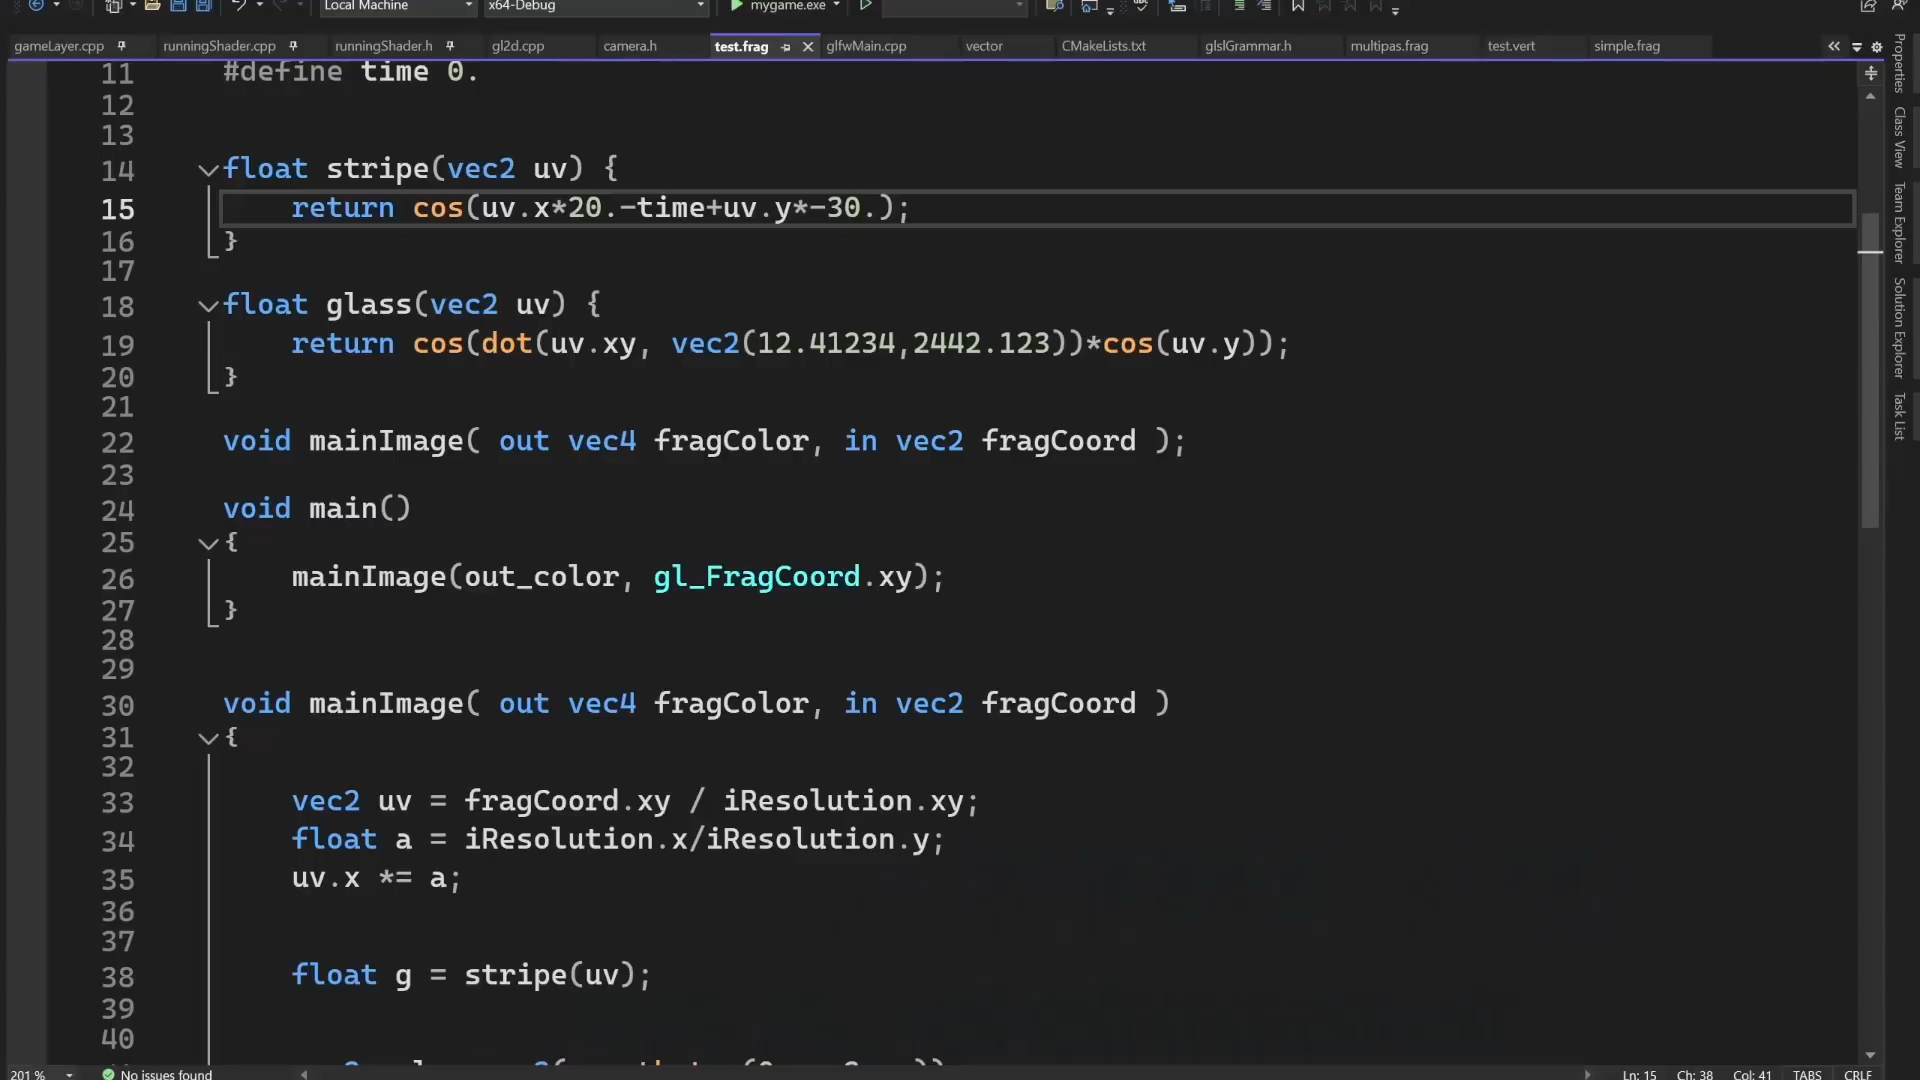 Local Machine x64-Debug mygame.exe
gameLayer.cpp runningShader.cpp runningShader.h gl2d.cpp camera.h test.frag glfwMain.cpp vector CMakeLists.txt glslGrammar.h multipas.frag test.vert simple.frag
11 #define time 0.
12
13
14 float stripe(vec2 uv) {
15 return cos(uv.x*20.-time+uv.y*-30.);
16 }
17
18 float glass(vec2 uv) {
19 return cos(dot(uv.xy, vec2(12.41234,2442.123))*cos(uv.y));
20 }
21
22 void mainImage( out vec4 fragColor, in vec2 fragCoord );
23
24 void main()
25 {
26 mainImage(out_color, gl_FragCoord.xy);
27 }
28
29
30 void mainImage( out vec4 fragColor, in vec2 fragCoord )
31 {
32
33 vec2 uv = fragCoord.xy / iResolution.xy;
34 float a = iResolution.x/iResolution.y;
35 uv.x *= a;
36
37
38 float g = stripe(uv);
39
40
201 % No issues found Ln: 15 Ch: 38 Col: 41 TABS CRLF
Properties
Class View
Team Explorer
Solution Explorer
Task List